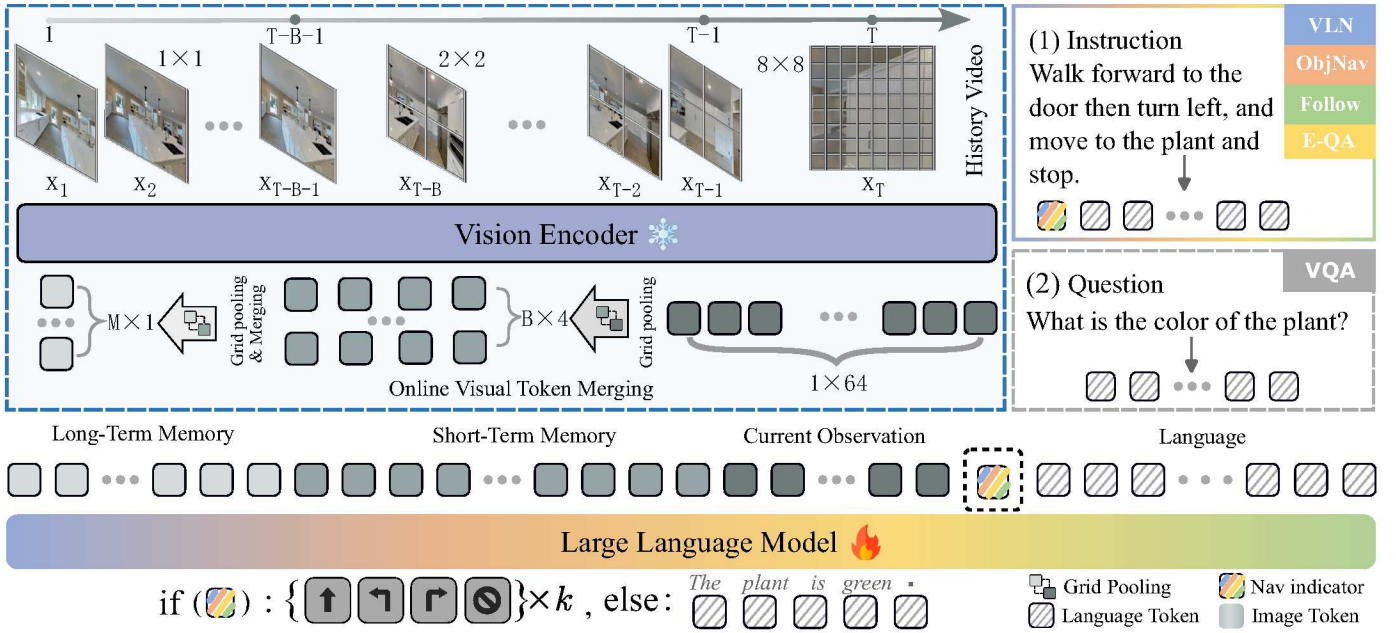 1
T-B-1
T-1
T
1×1
2×2
8×8
History Video
x1
x2
xT-B-1
xT-B
xT-2
xT-1
xT
Vision Encoder
M×1
Grid pooling
& Merging
B×4
Grid pooling
1×64
Online Visual Token Merging
(1) Instruction
Walk forward to the
door then turn left, and
move to the plant and
stop.
VLN
ObjNav
Follow
E-QA
(2) Question
What is the color of the plant?
VQA
Long-Term Memory
Short-Term Memory
Current Observation
Language
Large Language Model
if ( ) : { }×k , else:
The plant is green .
Grid Pooling
Nav indicator
Language Token
Image Token